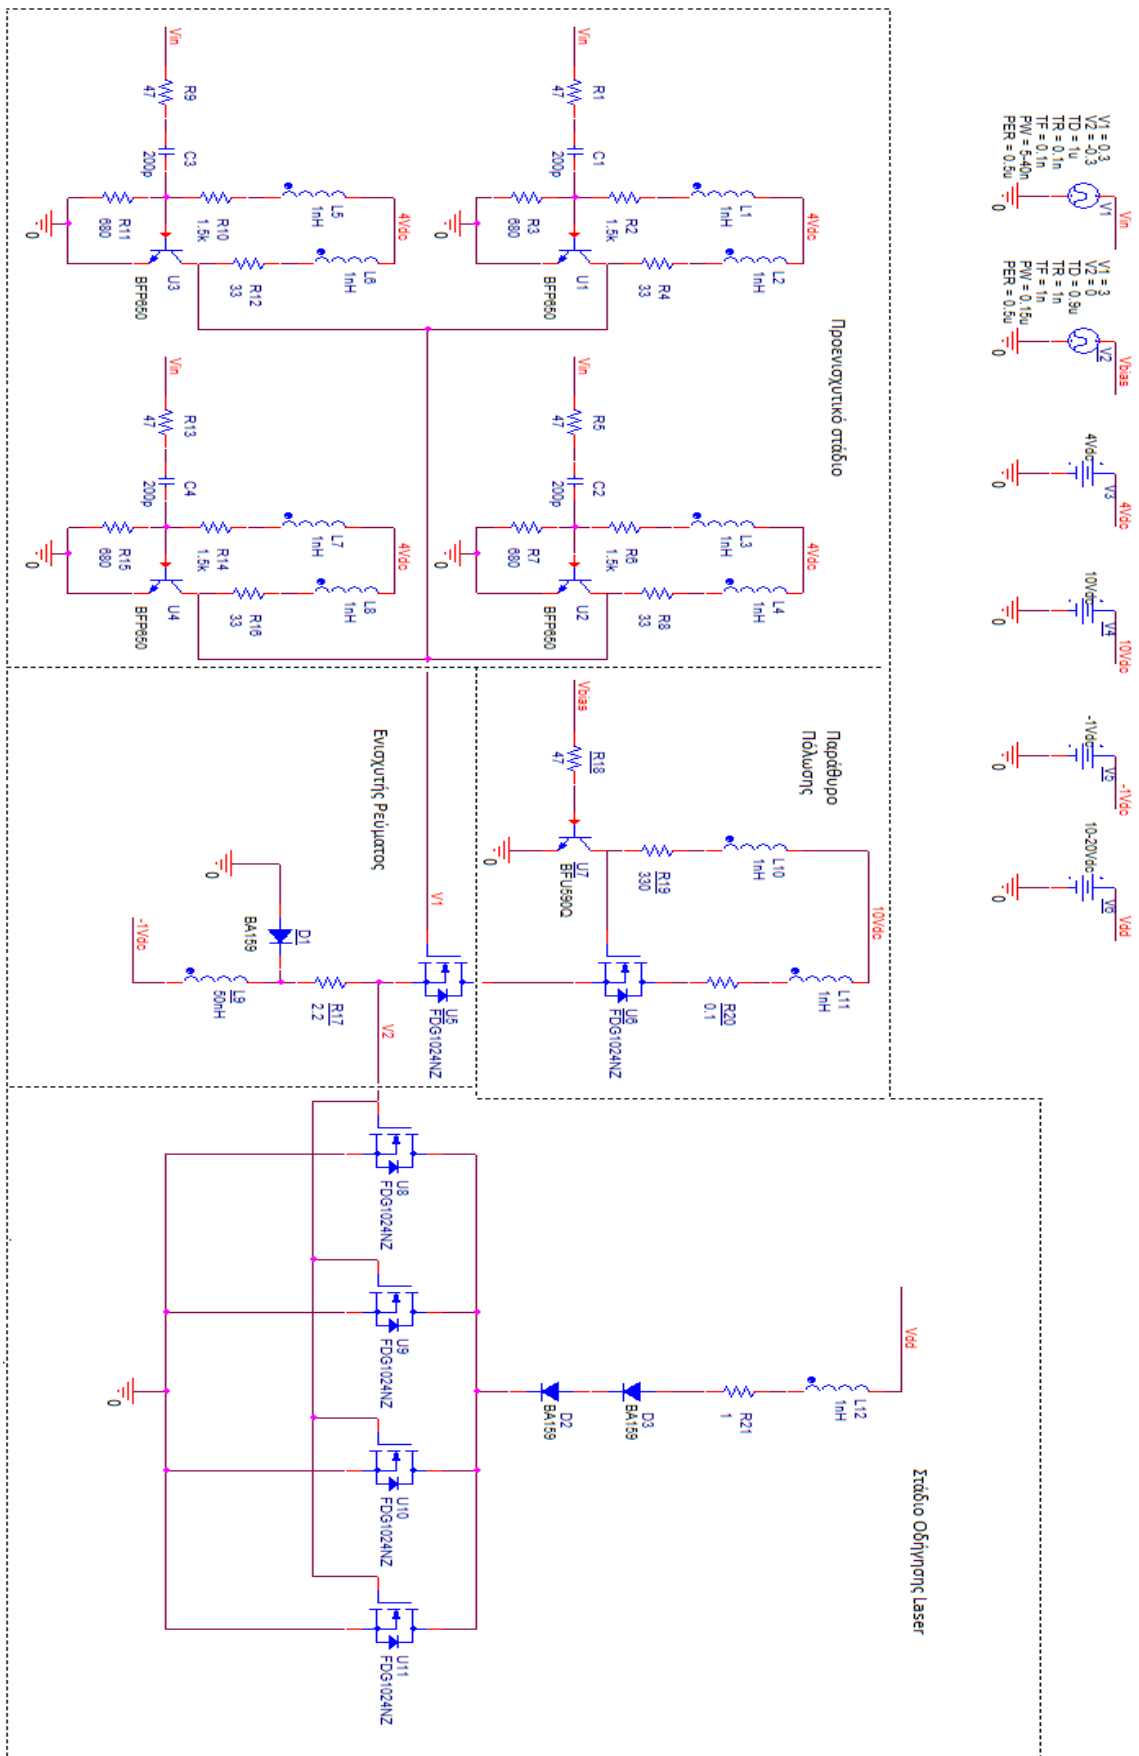 V1 = 0.3
V2 = -0.3
TD = 1u
TR = 0.1n
TF = 0.1n
PW = 5-40n
PER = 0.5u
V1
Vin
0
V1 = 3
V2 = 0
TD = 0.9u
TR = 1n
TF = 1n
PW = 0.15u
PER = 0.5u
V2
Vbias
0
4Vdc
V3
4Vdc
0
10Vdc
V4
10Vdc
0
-1Vdc
V5
-1Vdc
0
10-20Vdc
V6
Vdd
0
Προενισχυτικό στάδιο
Vin
R1
47
C1
200p
R3
680
R2
1.5k
L1
1nH
4Vdc
L2
1nH
R4
33
U1
BFP650
0
Vin
R5
47
C2
200p
R7
680
R6
1.5k
L3
1nH
4Vdc
L4
1nH
R8
33
U2
BFP650
0
Vin
R9
47
C3
200p
R11
680
R10
1.5k
L5
1nH
4Vdc
L6
1nH
R12
33
U3
BFP650
0
Vin
R13
47
C4
200p
R15
680
R14
1.5k
L7
1nH
4Vdc
L8
1nH
R16
33
U4
BFP650
0
Παράθυρο
Πόλωσης
Vbias
R18
47
U7
BFU590Q
0
R19
330
L10
1nH
10Vdc
L11
1nH
R20
0.1
U6
FDG1024NZ
Ενισχυτής Ρεύματος
V1
U5
FDG1024NZ
V2
R17
2.2
D1
BA159
0
L9
50nH
-1Vdc
Στάδιο Οδήγησης Laser
Vdd
L12
1nH
R21
1
D3
BA159
D2
BA159
U8
FDG1024NZ
U9
FDG1024NZ
U10
FDG1024NZ
U11
FDG1024NZ
0